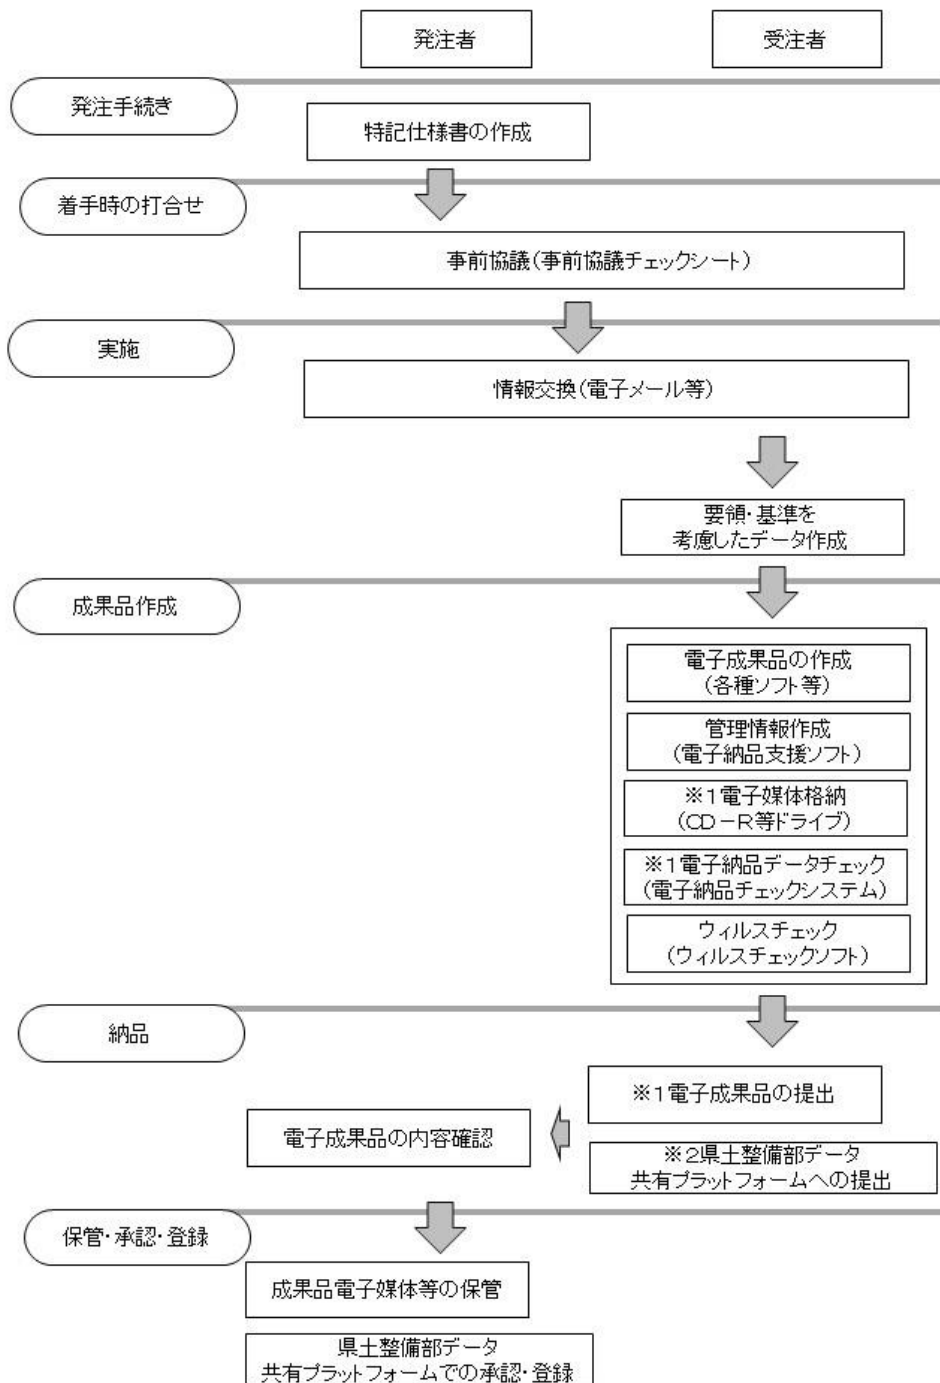 発注者
受注者
発注手続き
特記仕様書の作成
着手時の打合せ
事前協議(事前協議チェックシート)
実施
情報交換(電子メール等)
要領・基準を
考慮したデータ作成
成果品作成
電子成果品の作成
(各種ソフト等)
管理情報作成
(電子納品支援ソフト)
※1電子媒体格納
(CD-R等ドライブ)
※1電子納品データチェック
(電子納品チェックシステム)
ウィルスチェック
(ウィルスチェックソフト)
納品
※1電子成果品の提出
電子成果品の内容確認
※2県土整備部データ
共有プラットフォームへの提出
保管・承認・登録
成果品電子媒体等の保管
県土整備部データ
共有プラットフォームでの承認・登録